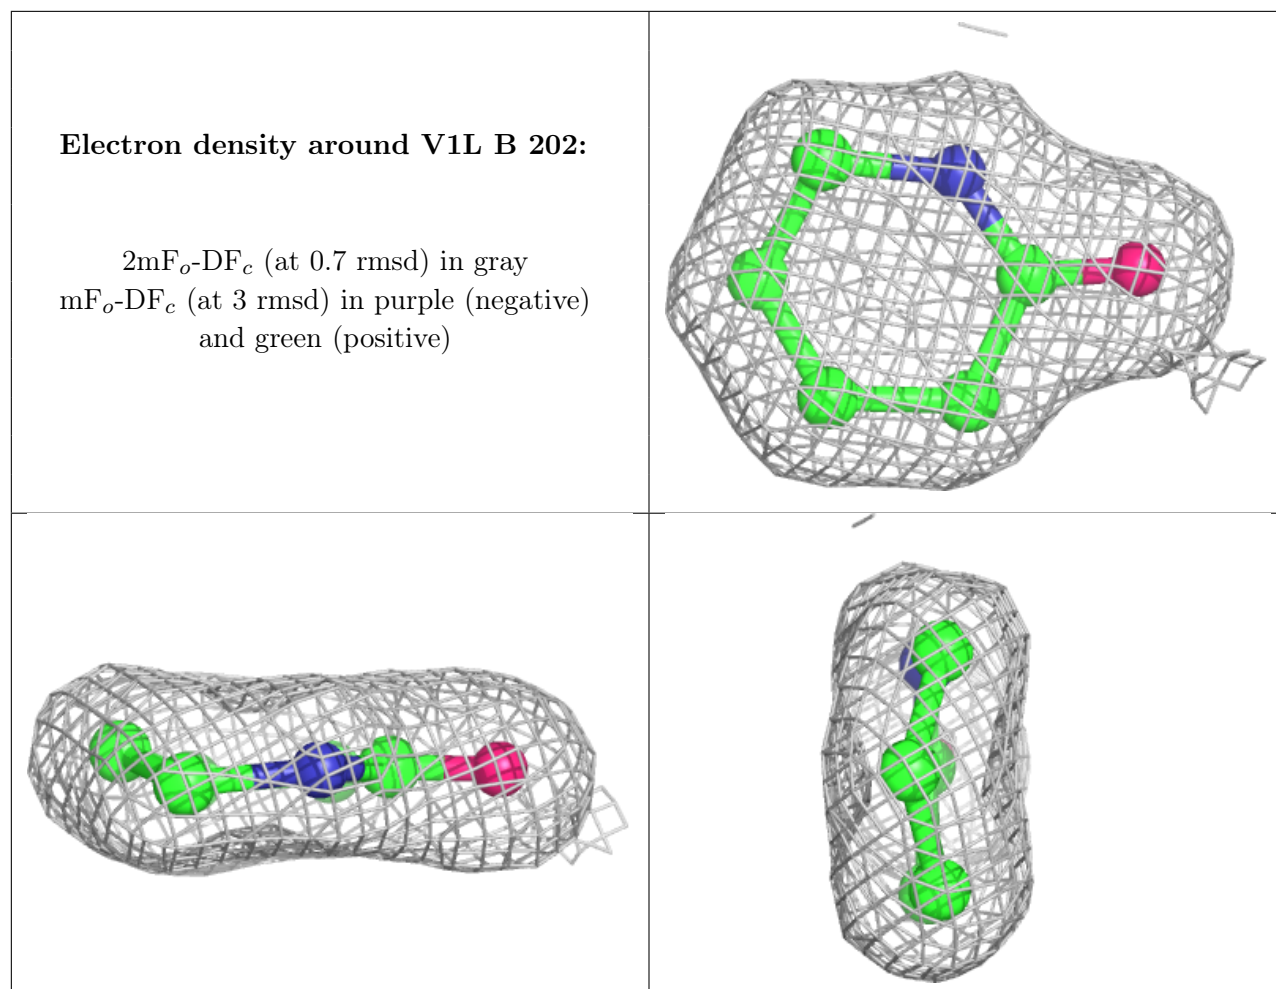 Electron density around V1L B 202:
2mFo-DFc (at 0.7 rmsd) in gray
mFo-DFc (at 3 rmsd) in purple (negative)
and green (positive)